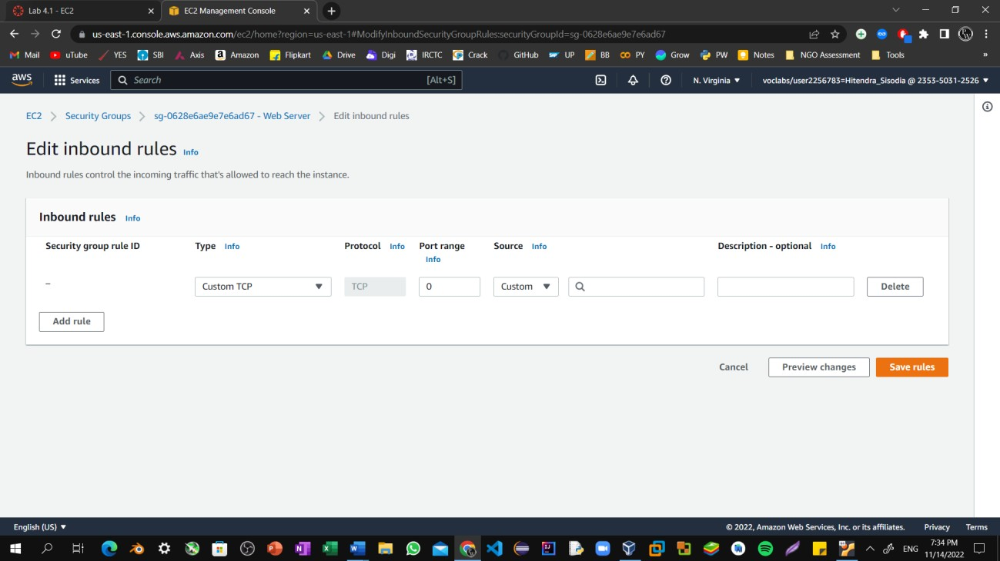 Lab 4.1 - EC2
EC2 Management Console
us-east-1.console.aws.amazon.com/ec2/home?region=us-east-1#ModifyInboundSecurityGroupRules:securityGroupId=sg-0628e6ae9e7e6ad67
Mail uTube YES SBI Axis Amazon Flipkart Drive Digi IRCTC Crack GitHub UP BB PY Grow PW Notes NGO Assessment Tools »
aws Services Search [Alt+S] N. Virginia voclabs/user2256783=Hitendra_Sisodia @ 2353-5031-2526
EC2 Security Groups sg-0628e6ae9e7e6ad67 - Web Server Edit inbound rules
Edit inbound rules Info
Inbound rules control the incoming traffic that's allowed to reach the instance.
Inbound rules Info
Security group rule ID Type Info Protocol Info Port range Info Source Info Description - optional Info
– Custom TCP TCP 0 Custom Delete
Add rule
Cancel Preview changes Save rules
English (US) © 2022, Amazon Web Services, Inc. or its affiliates. Privacy Terms
ENG 7:34 PM
11/14/2022